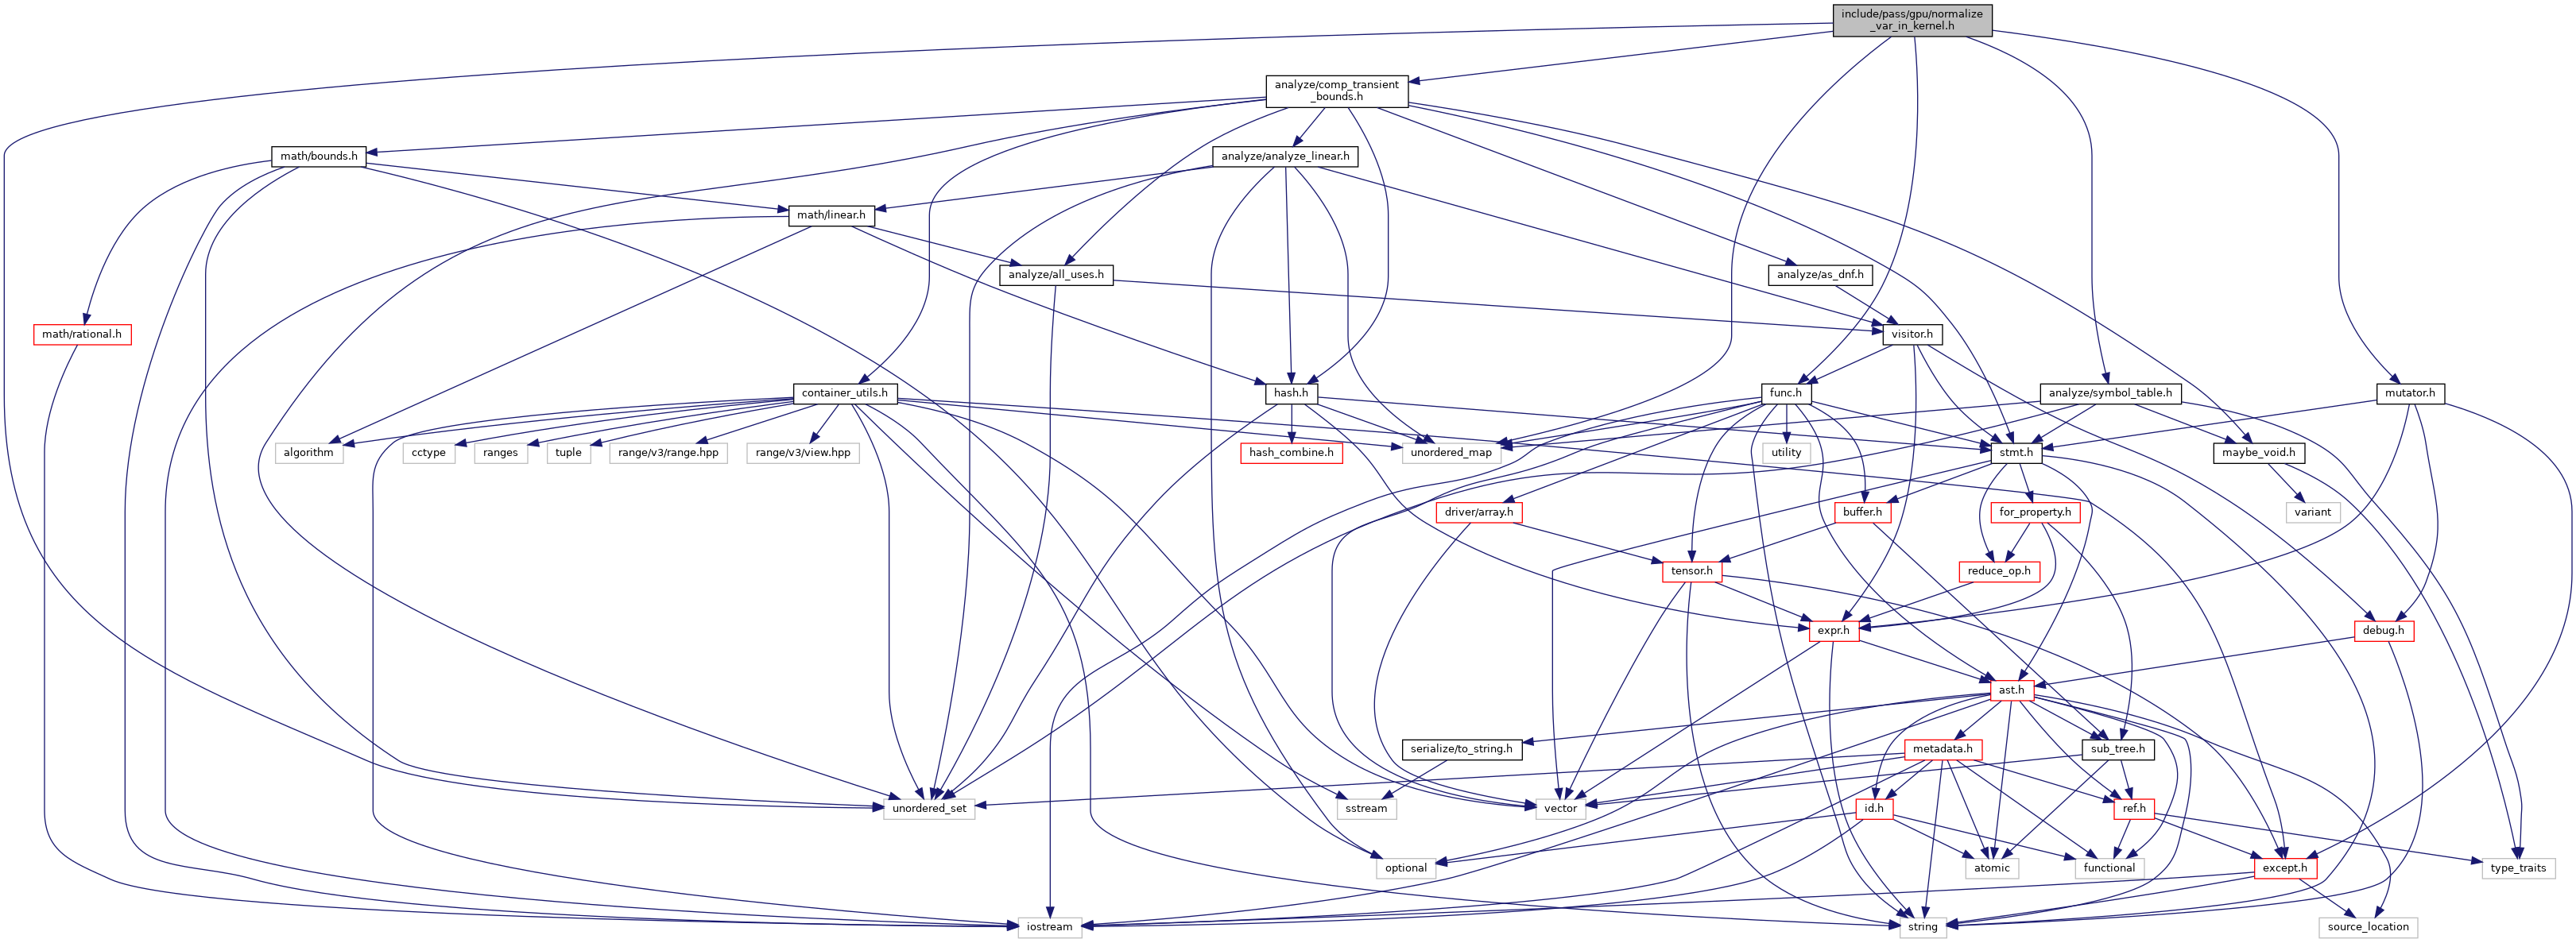 include/pass/gpu/normalize
_var_in_kernel.h
analyze/comp_transient
_bounds.h
math/bounds.h
analyze/analyze_linear.h
math/linear.h
analyze/all_uses.h
analyze/as_dnf.h
math/rational.h
visitor.h
container_utils.h
hash.h
func.h
analyze/symbol_table.h
mutator.h
algorithm
cctype
ranges
tuple
range/v3/range.hpp
range/v3/view.hpp
hash_combine.h
unordered_map
utility
stmt.h
maybe_void.h
driver/array.h
buffer.h
for_property.h
variant
tensor.h
reduce_op.h
expr.h
debug.h
ast.h
serialize/to_string.h
metadata.h
sub_tree.h
unordered_set
sstream
vector
id.h
ref.h
optional
atomic
functional
except.h
type_traits
iostream
string
source_location